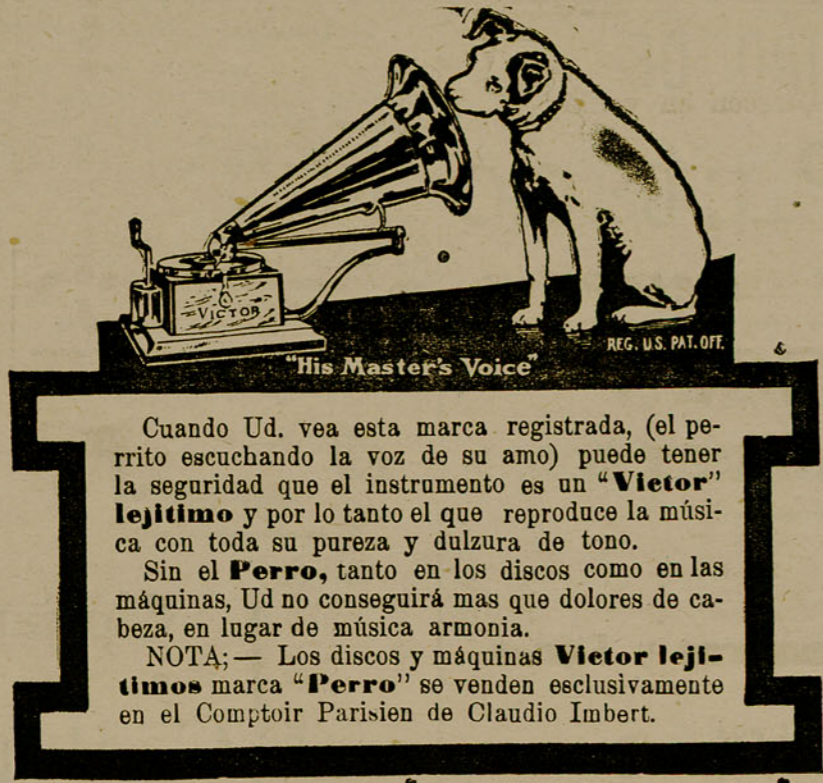 VICTOR
REG. U.S. PAT. OFF.
"His Master's Voice"
Cuando Ud. vea esta marca registrada, (el pe-
rrito escuchando la voz de su amo) puede tener
la seguridad que el instrumento es un "Victor"
lejitimo y por lo tanto el que reproduce la músi-
ca con toda su pureza y dulzura de tono.
Sin el Perro, tanto en los discos como en las
máquinas, Ud no conseguirá mas que dolores de ca-
beza, en lugar de música armonia.
NOTA;— Los discos y máquinas Victor leji-
timos marca "Perro" se venden esclusivamente
en el Comptoir Parisien de Claudio Imbert.